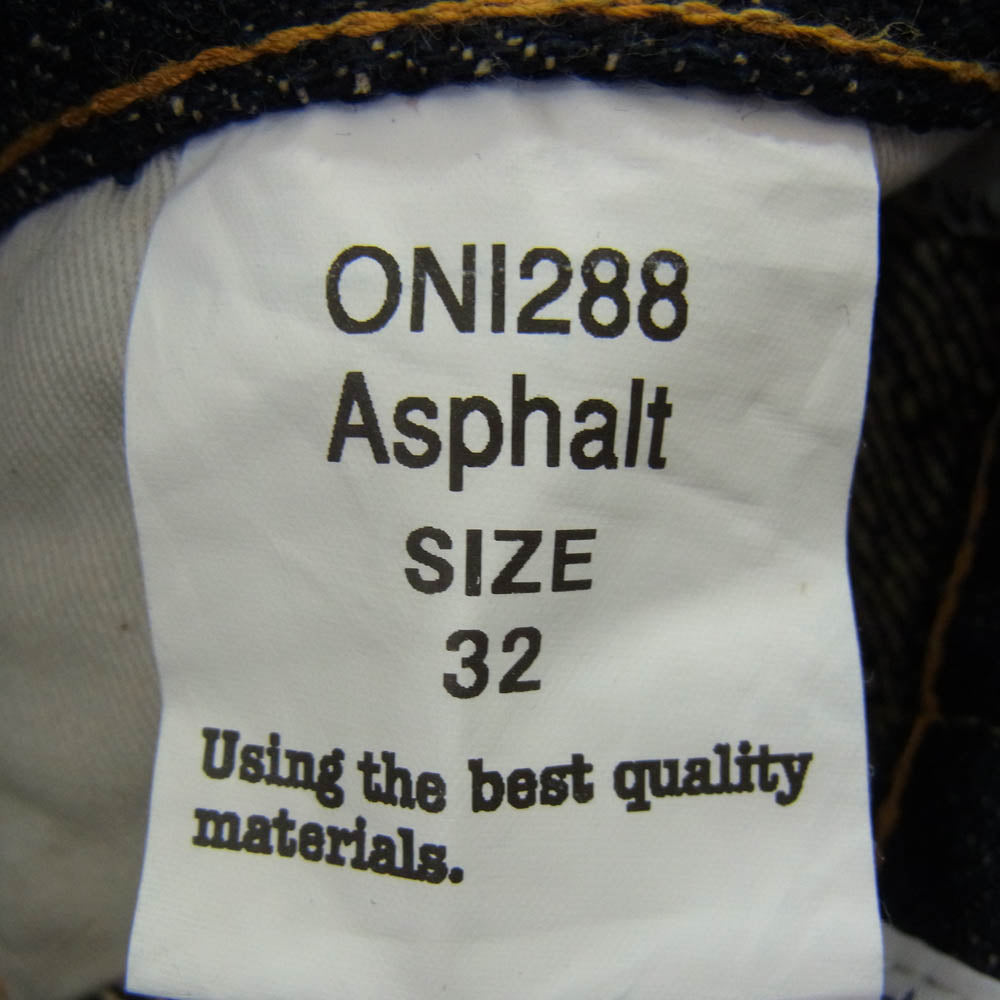 ONI288
Asphalt
SIZE
32
Using the best quality
materials.